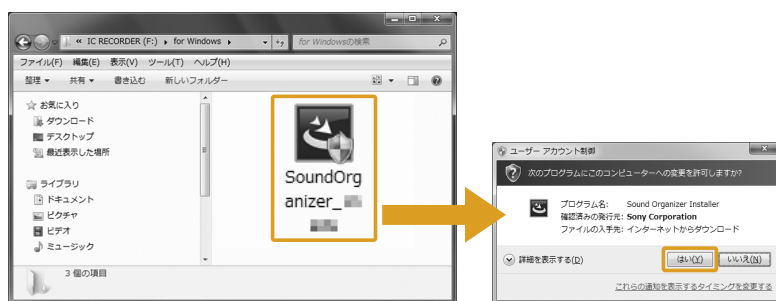 « IC RECORDER (F:) ▸ for Windows ▸
for Windowsの検索
ファイル(F) 編集(E) 表示(V) ツール(T) ヘルプ(H)
整理 ▼ 共有 ▼ 書き込む 新しいフォルダー
お気に入り
ダウンロード
デスクトップ
最近表示した場所
ライブラリ
ドキュメント
ピクチャ
ビデオ
ミュージック
SoundOrg
anizer_
3 個の項目
ユーザー アカウント制御
次のプログラムにこのコンピューターへの変更を許可しますか?
プログラム名: Sound Organizer Installer
確認済みの発行元: Sony Corporation
ファイルの入手先: インターネットからダウンロード
詳細を表示する(D)
はい(Y)
いいえ(N)
これらの通知を表示するタイミングを変更する